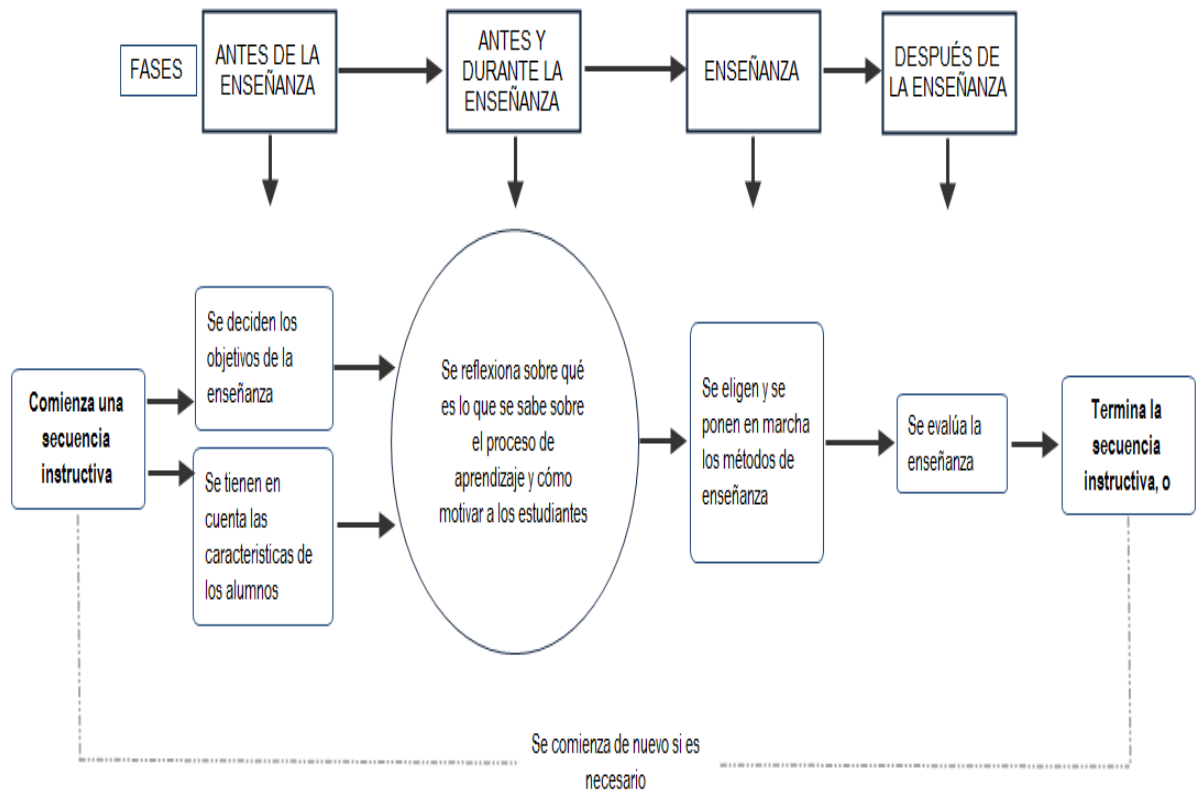 FASES
ANTES DE LA
ENSEÑANZA
ANTES Y
DURANTE LA
ENSEÑANZA
ENSEÑANZA
DESPUÉS DE
LA ENSEÑANZA
Comienza una
secuencia
instructiva
Se deciden los
objetivos de la
enseñanza
Se tienen en
cuenta las
caracteristicas de
los alumnos
Se reflexiona sobre qué
es lo que se sabe sobre
el proceso de
aprendizaje y cómo
motivar a los estudiantes
Se eligen y se
ponen en marcha
los métodos de
enseñanza
Se evalúa la
enseñanza
Termina la
secuencia
instructiva, o
Se comienza de nuevo si es
necesario